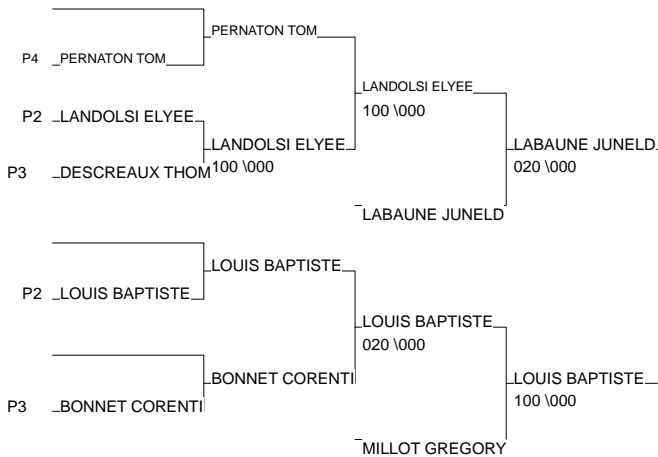 PERNATON TOM
P4 PERNATON TOM
LANDOLSI ELYEE
100 \000
P2 LANDOLSI ELYEE
LANDOLSI ELYEE
100 \000
LABAUNE JUNELD
020 \000
P3 DESCREAUX THOM
LABAUNE JUNELD
LOUIS BAPTISTE
P2 LOUIS BAPTISTE
LOUIS BAPTISTE
020 \000
BONNET CORENTI
LOUIS BAPTISTE
100 \000
P3 BONNET CORENTI
MILLOT GREGORY